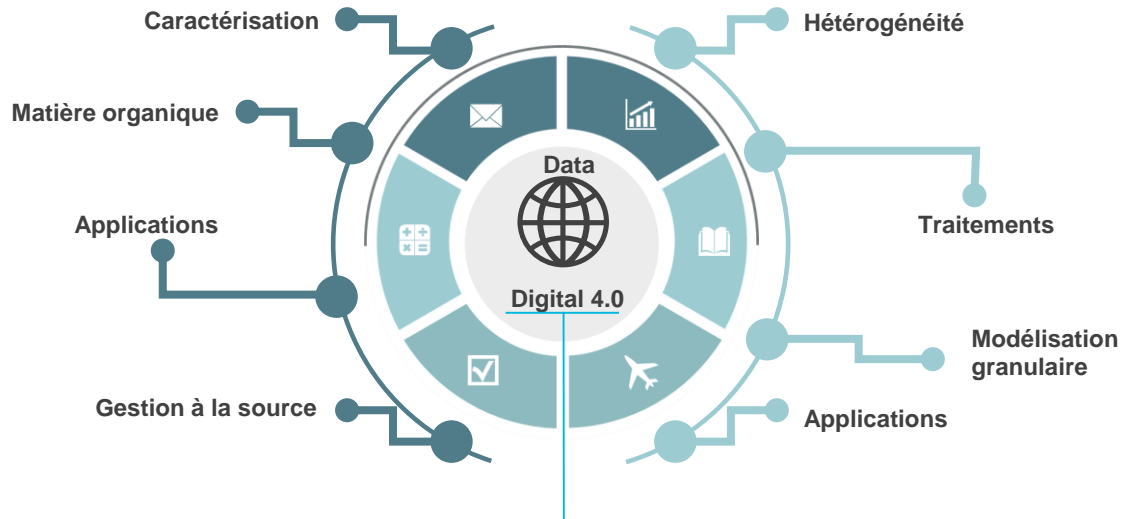 Caractérisation
Hétérogénéité
Matière organique
Data
Applications
Traitements
Digital 4.0
Modélisation
granulaire
Gestion à la source
Applications